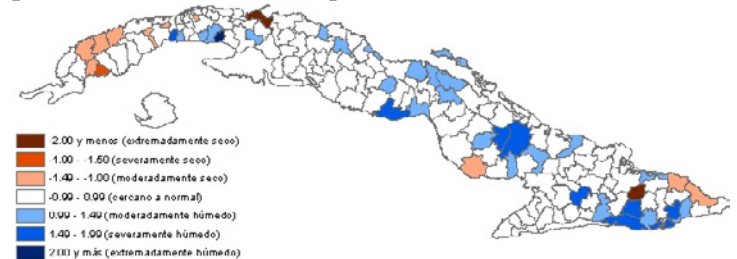 -2.00 y menos (extremadamente seco)
-1.00 - -1.50 (severamente seco)
-1.49 - -1.00 (moderadamente seco)
-0.99 - 0.99 (cercano a normal)
0.99 - 1.49 (moderadamente húmedo)
1.49 - 1.99 (severamente húmedo)
2.00 y más (extremadamente húmedo)